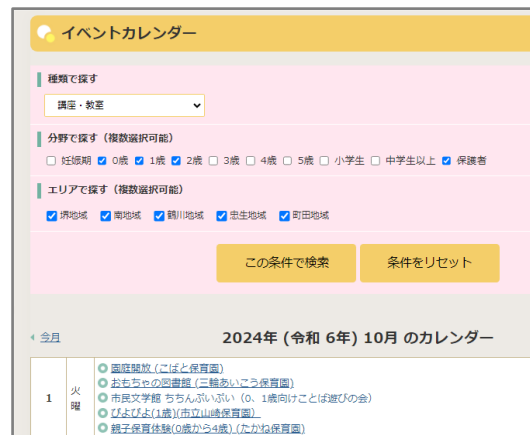 イベントカレンダー
種類で探す
講座・教室
分野で探す（複数選択可能）
妊娠期 0歳 1歳 2歳 3歳 4歳 5歳 小学生 中学生以上 保護者
エリアで探す（複数選択可能）
堺地域 南地域 鶴川地域 忠生地域 町田地域
この条件で検索 条件をリセット
今月 2024年 (令和 6年) 10月 のカレンダー
1 火曜
園庭開放 (こばと保育園)
おもちゃの図書館 (三輪あいこう保育園)
市民文学館 ちちんぷいぷい（0、1歳向けことば遊びの会）
ぴよぴよ(1歳)(市立山崎保育園）
親子保育体験(0歳から4歳) (たかね保育園)